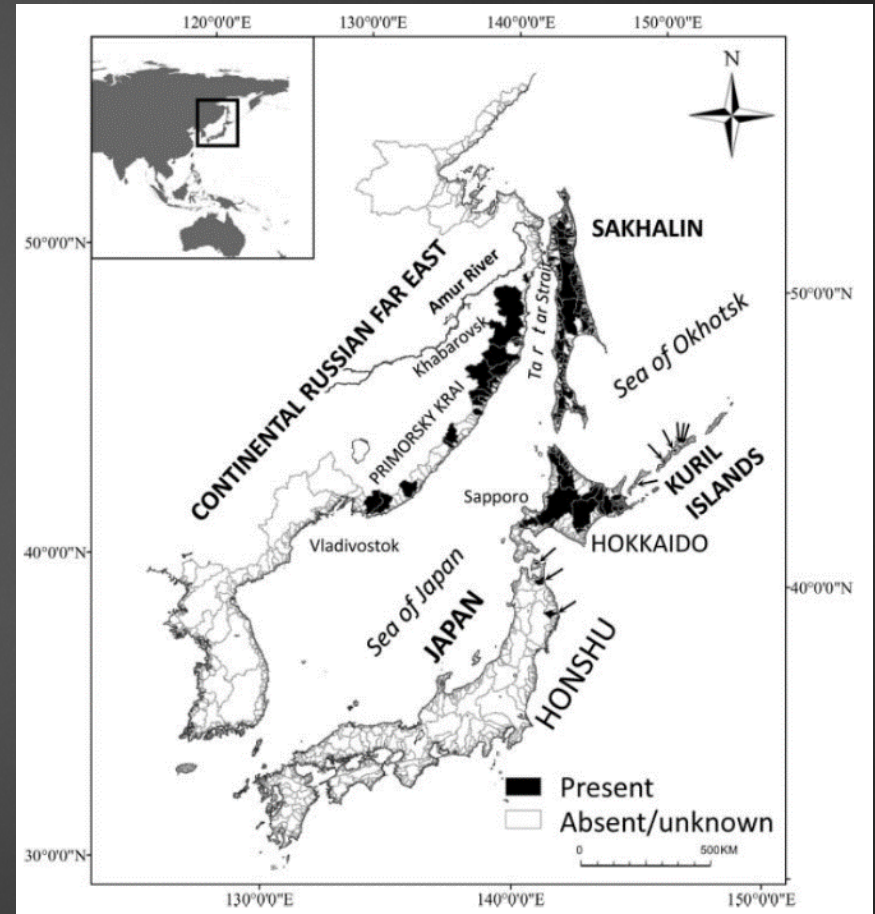 120°0'0"E 130°0'0"E 140°0'0"E 150°0'0"E
N
SAKHALIN
50°0'0"N
50°0'0"N
CONTINENTAL RUSSIAN FAR EAST
Amur River
Tartar Strait
Khabarovsk
Sea of Okhotsk
PRIMORSKY KRAI
KURIL
ISLANDS
Sapporo
Vladivostok
HOKKAIDO
40°0'0"N
40°0'0"N
Sea of Japan
JAPAN
HONSHU
Present
Absent/unknown
0 500KM
30°0'0"N
130°0'0"E 140°0'0"E 150°0'0"E